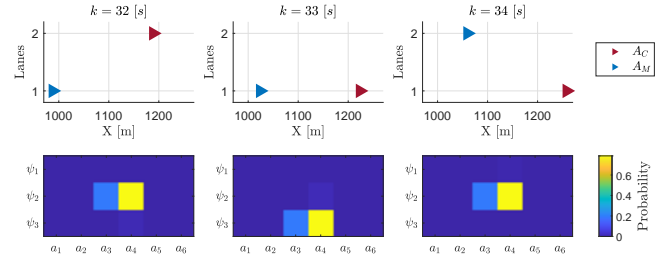 k = 32 [s]
k = 33 [s]
k = 34 [s]
Lanes
2
1
1000
1100
1200
X [m]
Lanes
2
1
1000
1100
1200
X [m]
Lanes
2
1
1000
1100
1200
X [m]
A_C
A_M
ψ_1
ψ_2
ψ_3
a_1 a_2 a_3 a_4 a_5 a_6
ψ_1
ψ_2
ψ_3
a_1 a_2 a_3 a_4 a_5 a_6
ψ_1
ψ_2
ψ_3
a_1 a_2 a_3 a_4 a_5 a_6
0.6
0.4
0.2
0
Probability